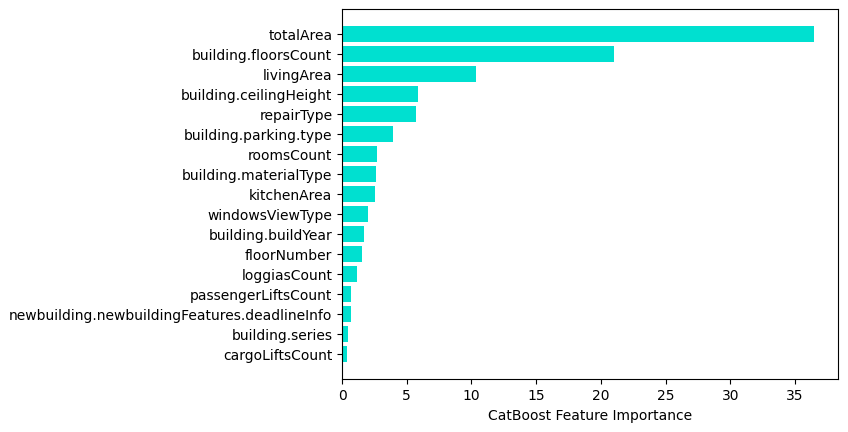 totalArea
building.floorsCount
livingArea
building.ceilingHeight
repairType
building.parking.type
roomsCount
building.materialType
kitchenArea
windowsViewType
building.buildYear
floorNumber
loggiasCount
passengerLiftsCount
newbuilding.newbuildingFeatures.deadlineInfo
building.series
cargoLiftsCount
0 5 10 15 20 25 30 35
CatBoost Feature Importance